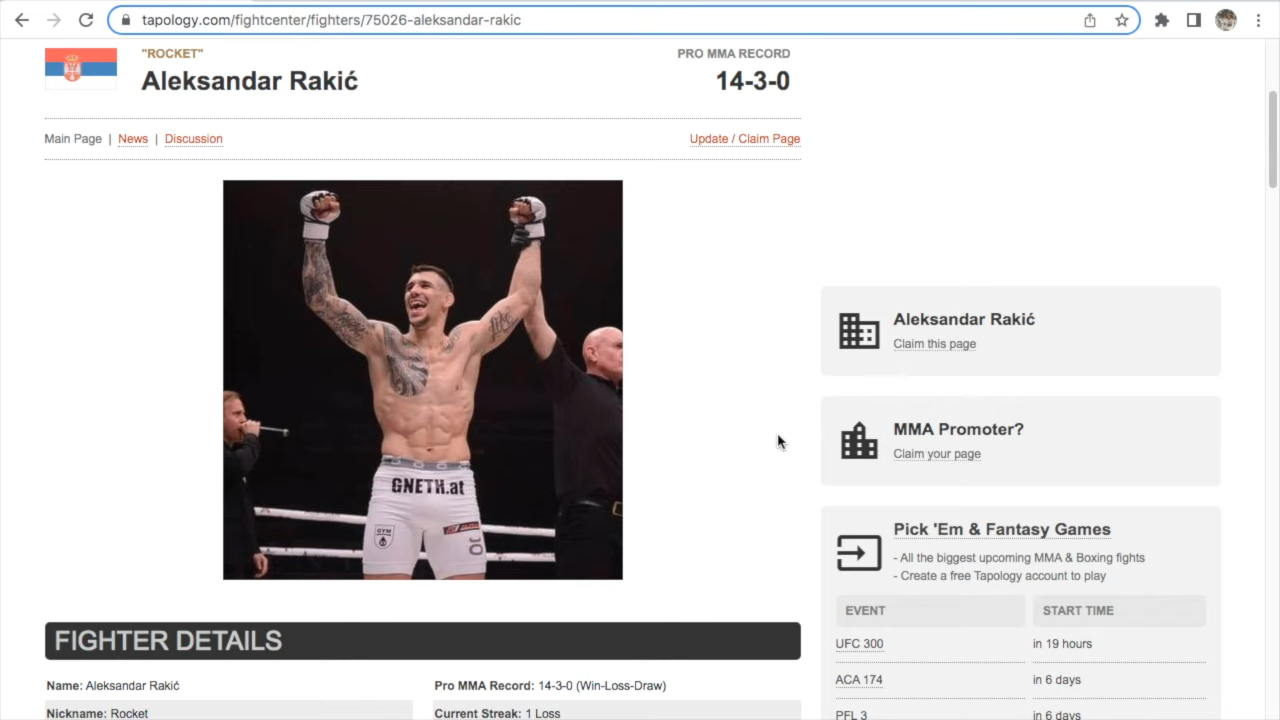 tapology.com/fightcenter/fighters/75026-aleksandar-rakic
"ROCKET"
Aleksandar Rakić
PRO MMA RECORD
14-3-0
Main Page | News | Discussion
Update / Claim Page
GNETH.at
GYM
Aleksandar Rakić
Claim this page
MMA Promoter?
Claim your page
Pick 'Em & Fantasy Games
- All the biggest upcoming MMA & Boxing fights
- Create a free Tapology account to play
EVENT START TIME
UFC 300 in 19 hours
ACA 174 in 6 days
PFL 3 in 6 days
FIGHTER DETAILS
Name: Aleksandar Rakić
Pro MMA Record: 14-3-0 (Win-Loss-Draw)
Nickname: Rocket
Current Streak: 1 Loss